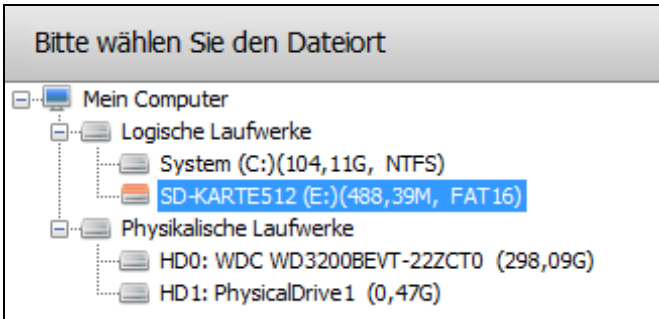 Bitte wählen Sie den Dateiort
Mein Computer
Logische Laufwerke
System (C:)(104,11G, NTFS)
SD-KARTE512 (E:)(488,39M, FAT16)
Physikalische Laufwerke
HD0: WDC WD3200BEVT-22ZCT0 (298,09G)
HD1: PhysicalDrive1 (0,47G)